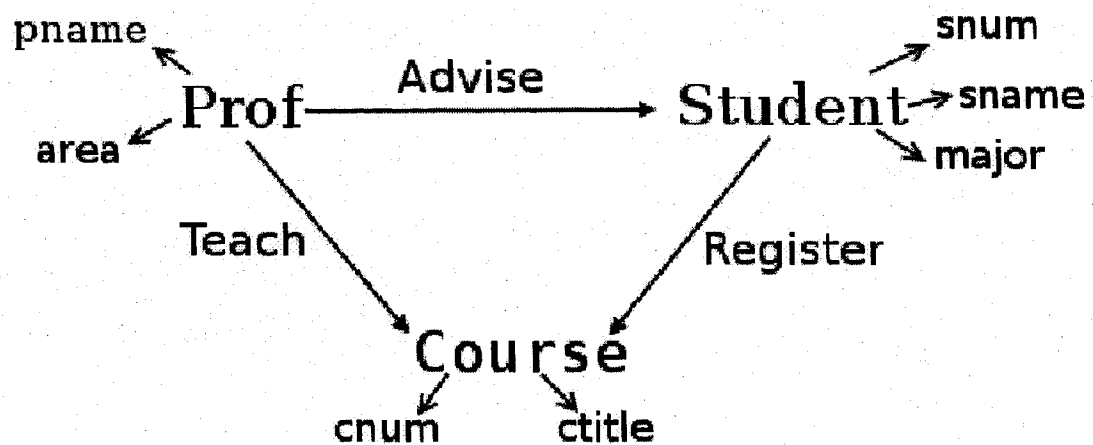 pname
snum
Advise
Prof
Student
sname
area
major
Teach
Register
Course
cnum
ctitle